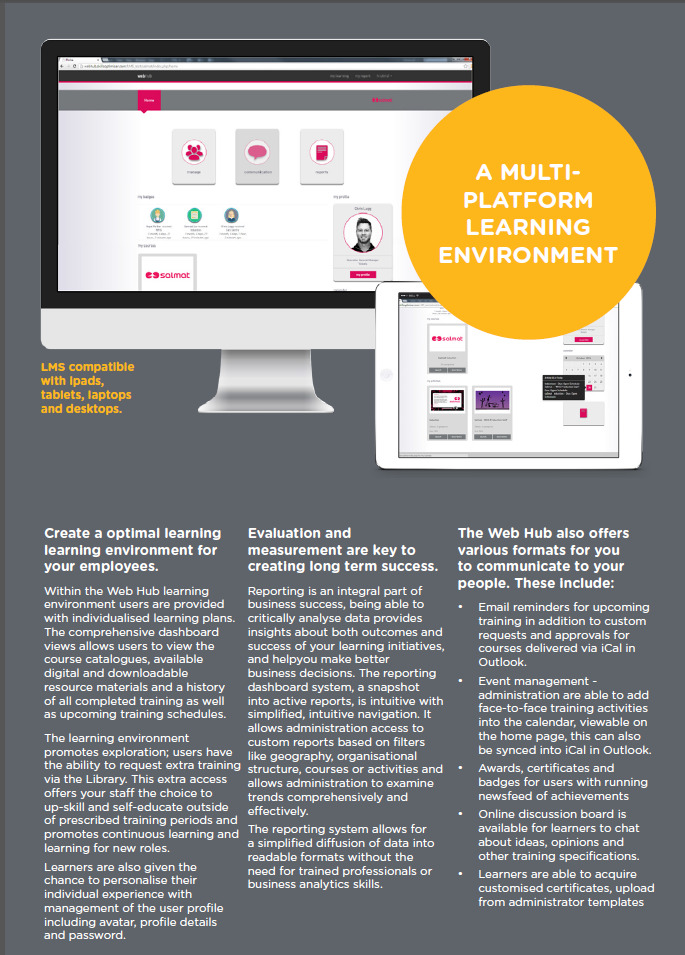 webhub
Home
salmat
message
communication
reports
my badges
my profile
Chris Lugg
my profile
salmat
A MULTI-
PLATFORM
LEARNING
ENVIRONMENT
salmat
LMS compatible
with ipads,
tablets, laptops
and desktops.
Create a optimal learning
learning environment for
your employees.
Within the Web Hub learning
environment users are provided
with individualised learning plans.
The comprehensive dashboard
views allows users to view the
course catalogues, available
digital and downloadable
resource materials and a history
of all completed training as well
as upcoming training schedules.
The learning environment
promotes exploration; users have
the ability to request extra training
via the Library. This extra access
offers your staff the choice to
up-skill and self-educate outside
of prescribed training periods and
promotes continuous learning and
learning for new roles.
Learners are also given the
chance to personalise their
individual experience with
management of the user profile
including avatar, profile details
and password.
Evaluation and
measurement are key to
creating long term success.
Reporting is an integral part of
business success, being able to
critically analyse data provides
insights about both outcomes and
success of your learning initiatives,
and helpyou make better
business decisions. The reporting
dashboard system, a snapshot
into active reports, is intuitive with
simplified, intuitive navigation. It
allows administration access to
custom reports based on filters
like geography, organisational
structure, courses or activities and
allows administration to examine
trends comprehensively and
effectively.
The reporting system allows for
a simplified diffusion of data into
readable formats without the
need for trained professionals or
business analytics skills.
The Web Hub also offers
various formats for you
to communicate to your
people. These include:
• Email reminders for upcoming
training in addition to custom
requests and approvals for
courses delivered via iCal in
Outlook.
• Event management -
administration are able to add
face-to-face training activities
into the calendar, viewable on
the home page, this can also
be synced into iCal in Outlook.
• Awards, certificates and
badges for users with running
newsfeed of achievements
• Online discussion board is
available for learners to chat
about ideas, opinions and
other training specifications.
• Learners are able to acquire
customised certificates, upload
from administrator templates